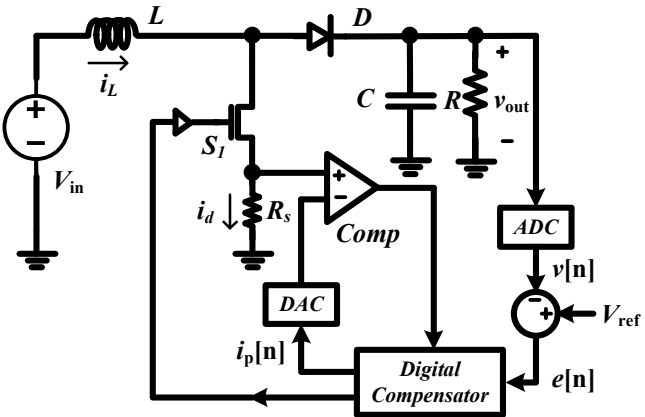 L
D
i_L
V_in
S_1
C
R
+
v_out
−
i_d
R_s
Comp
ADC
v[n]
DAC
V_ref
i_p[n]
Digital
Compensator
e[n]